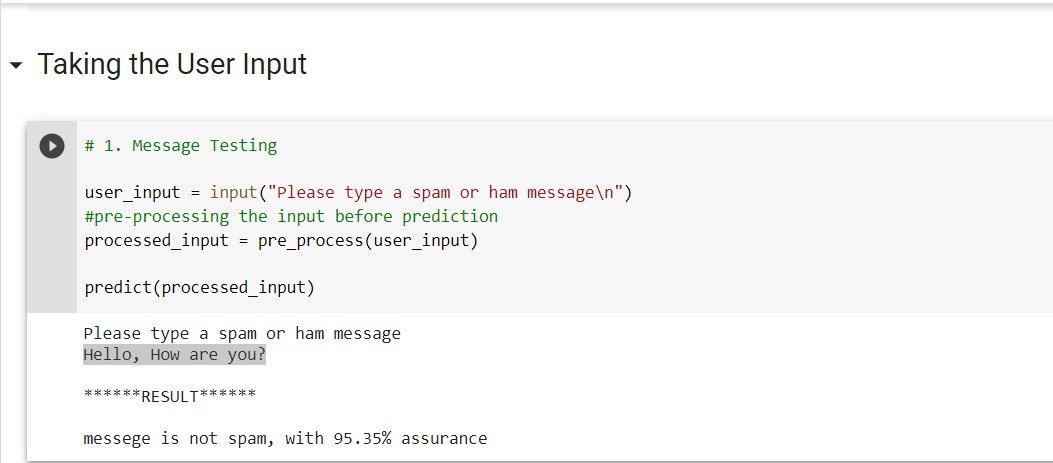 Taking the User Input
# 1. Message Testing
user_input = input("Please type a spam or ham message\n")
#pre-processing the input before prediction
processed_input = pre_process(user_input)
predict(processed_input)
Please type a spam or ham message
Hello, How are you?
******RESULT******
messege is not spam, with 95.35% assurance